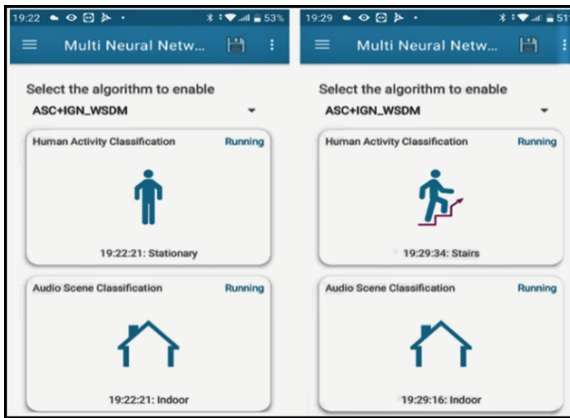 19:22 53%
Multi Neural Netw...
Select the algorithm to enable
ASC+IGN_WSDM
Human Activity Classification Running
19:22:21: Stationary
Audio Scene Classification Running
19:22:21: Indoor
19:29 51%
Multi Neural Netw...
Select the algorithm to enable
ASC+IGN_WSDM
Human Activity Classification Running
19:29:34: Stairs
Audio Scene Classification Running
19:29:16: Indoor